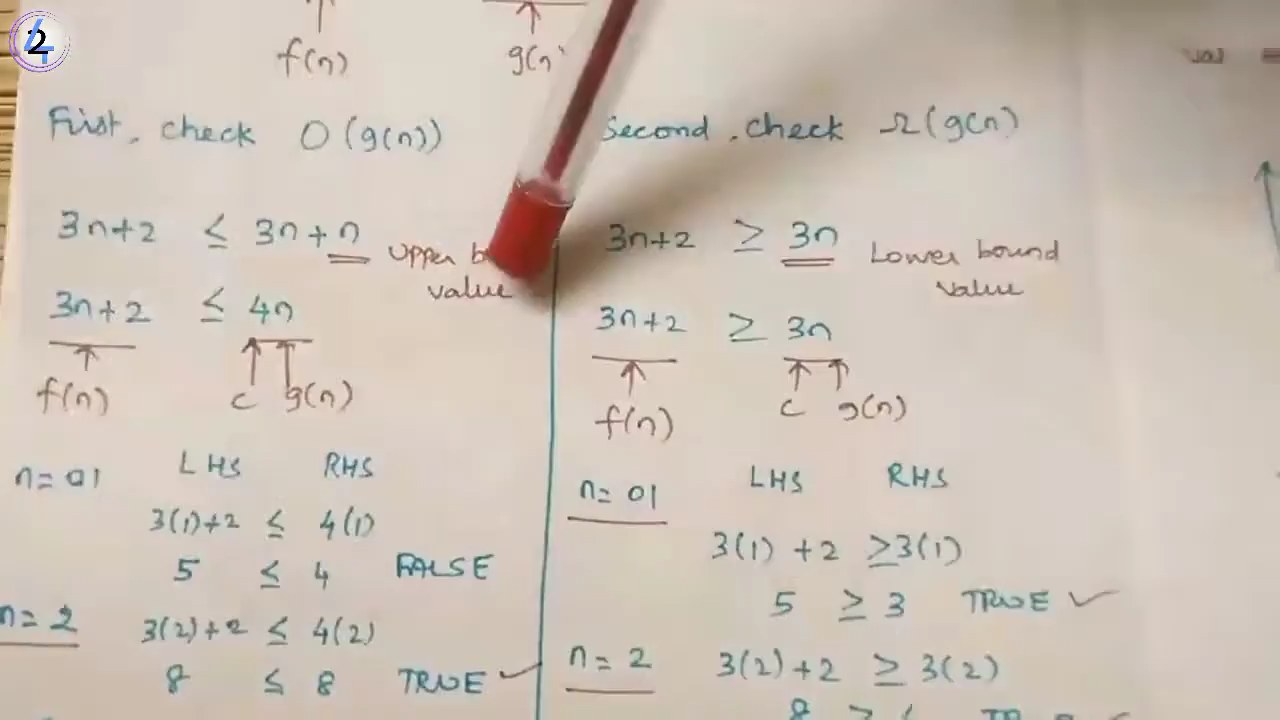 24
f(n) g(n)
First, check O(g(n))
3n+2 ≤ 3n+n Upper
value
3n+2 ≤ 4n
f(n) c g(n)
LHS RHS
n=01
3(1)+2 ≤ 4(1)
5 ≤ 4 FALSE
n=2 3(2)+2 ≤ 4(2)
8 ≤ 8 TRUE ✓
Second, check Ω(g(n)
3n+2 ≥ 3n Lower bound
value
3n+2 ≥ 3n
f(n) c g(n)
LHS RHS
n=01
3(1)+2 ≥ 3(1)
5 ≥ 3 TRUE ✓
n=2 3(2)+2 ≥ 3(2)
8 ≥